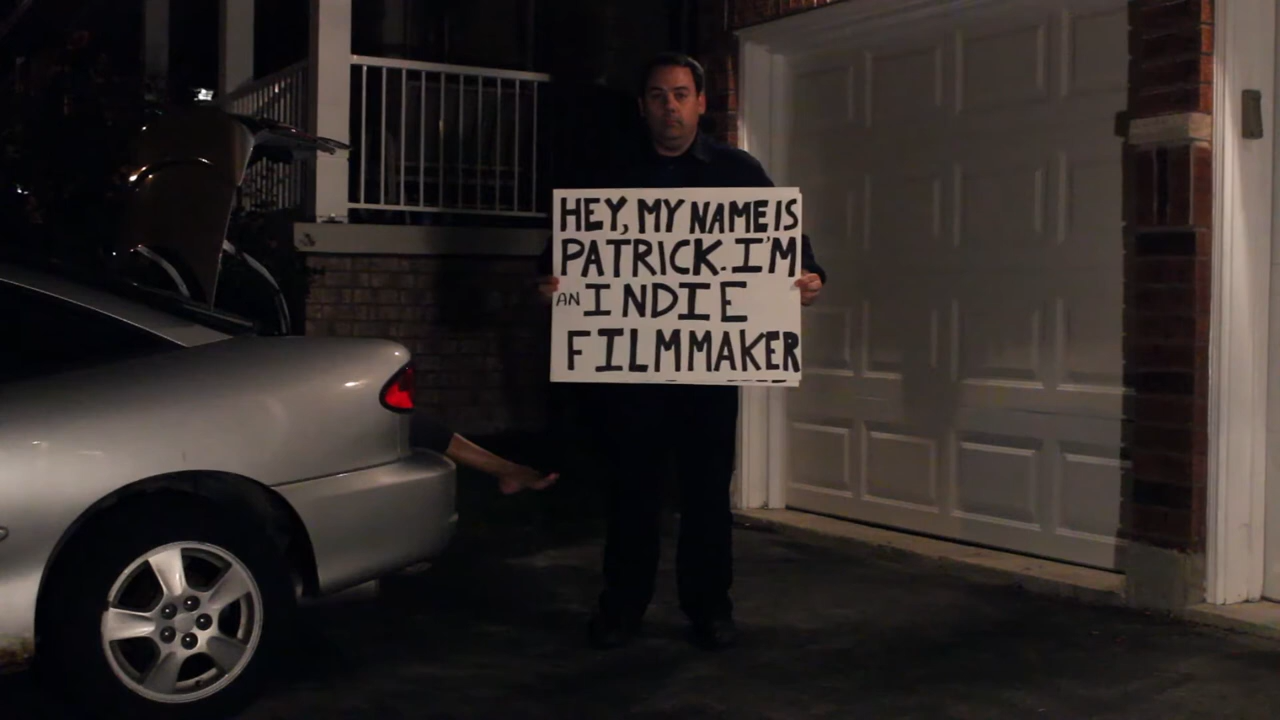 HEY, MY NAME IS
PATRICK. I'M
AN INDIE
FILMMAKER